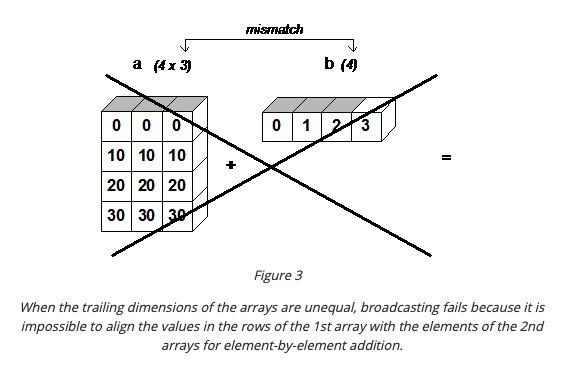 mismatch
a (4 x 3) b (4)
0 0 0 0 1 2 3
10 10 10
+ =
20 20 20
30 30 30
Figure 3
When the trailing dimensions of the arrays are unequal, broadcasting fails because it is
impossible to align the values in the rows of the 1st array with the elements of the 2nd
arrays for element-by-element addition.